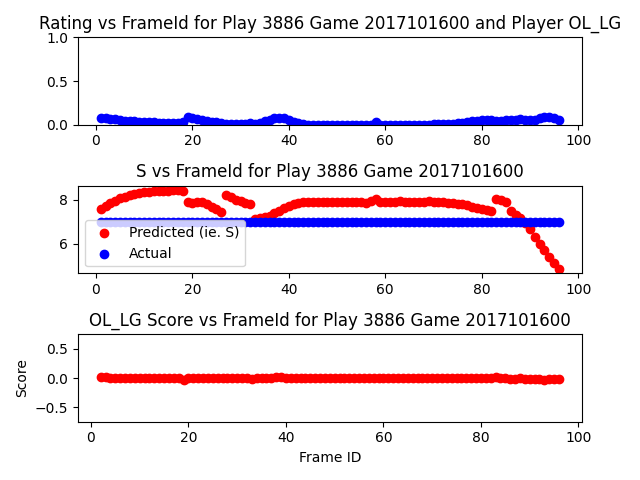 Rating vs FrameId for Play 3886 Game 2017101600 and Player OL_LG
1.0
0.5
0.0
0 20 40 60 80 100
S vs FrameId for Play 3886 Game 2017101600
8
6
Predicted (ie. S)
Actual
0 20 40 60 80 100
OL_LG Score vs FrameId for Play 3886 Game 2017101600
Score
0.5
0.0
−0.5
0 20 40 60 80 100
Frame ID